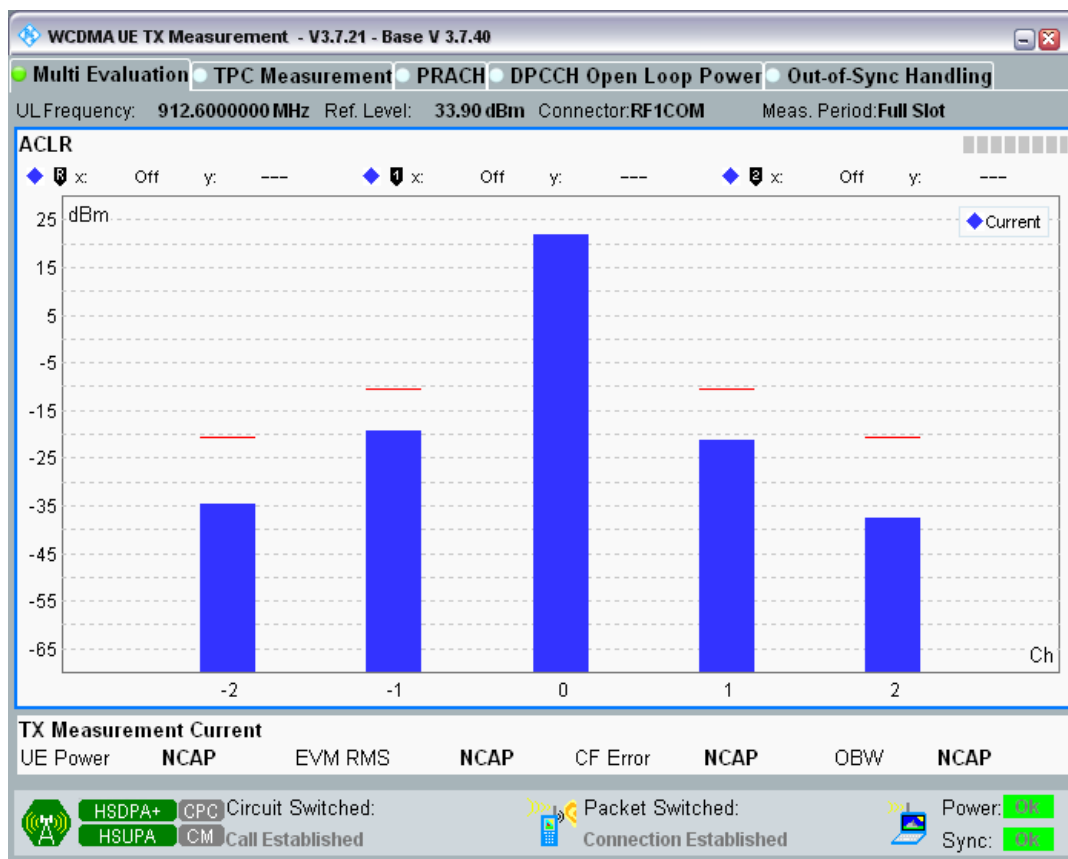 WCDMA UE TX Measurement - V3.7.21 - Base V 3.7.40
Multi Evaluation TPC Measurement PRACH DPCCH Open Loop Power Out-of-Sync Handling
UL Frequency: 912.6000000 MHz Ref. Level: 33.90 dBm Connector:RF1COM Meas. Period:Full Slot
ACLR
R x: Off y: --- 1 x: Off y: --- 2 x: Off y: ---
dBm
Current
25
15
5
-5
-15
-25
-35
-45
-55
-65
Ch
-2 -1 0 1 2
TX Measurement Current
UE Power NCAP EVM RMS NCAP CF Error NCAP OBW NCAP
HSDPA+ CPC Circuit Switched: Packet Switched: Power: Ok
HSUPA CM Call Established Connection Established Sync: Ok